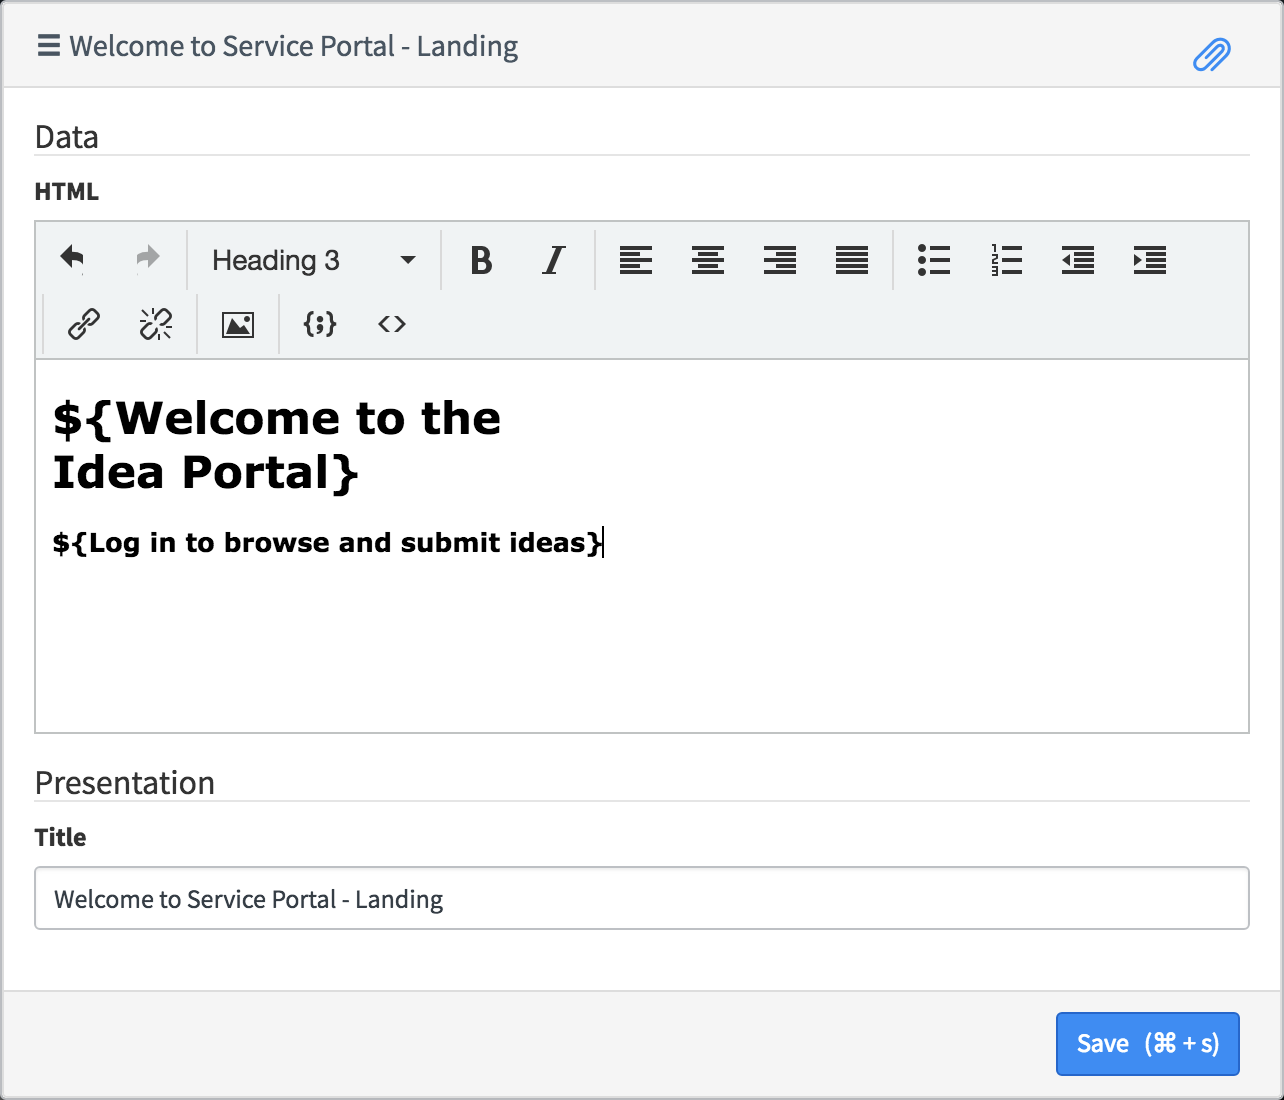 Welcome to Service Portal - Landing
Data
HTML
Heading 3
B I
{;} <>
${Welcome to the
Idea Portal}
${Log in to browse and submit ideas}
Presentation
Title
Welcome to Service Portal - Landing
Save (⌘ + s)